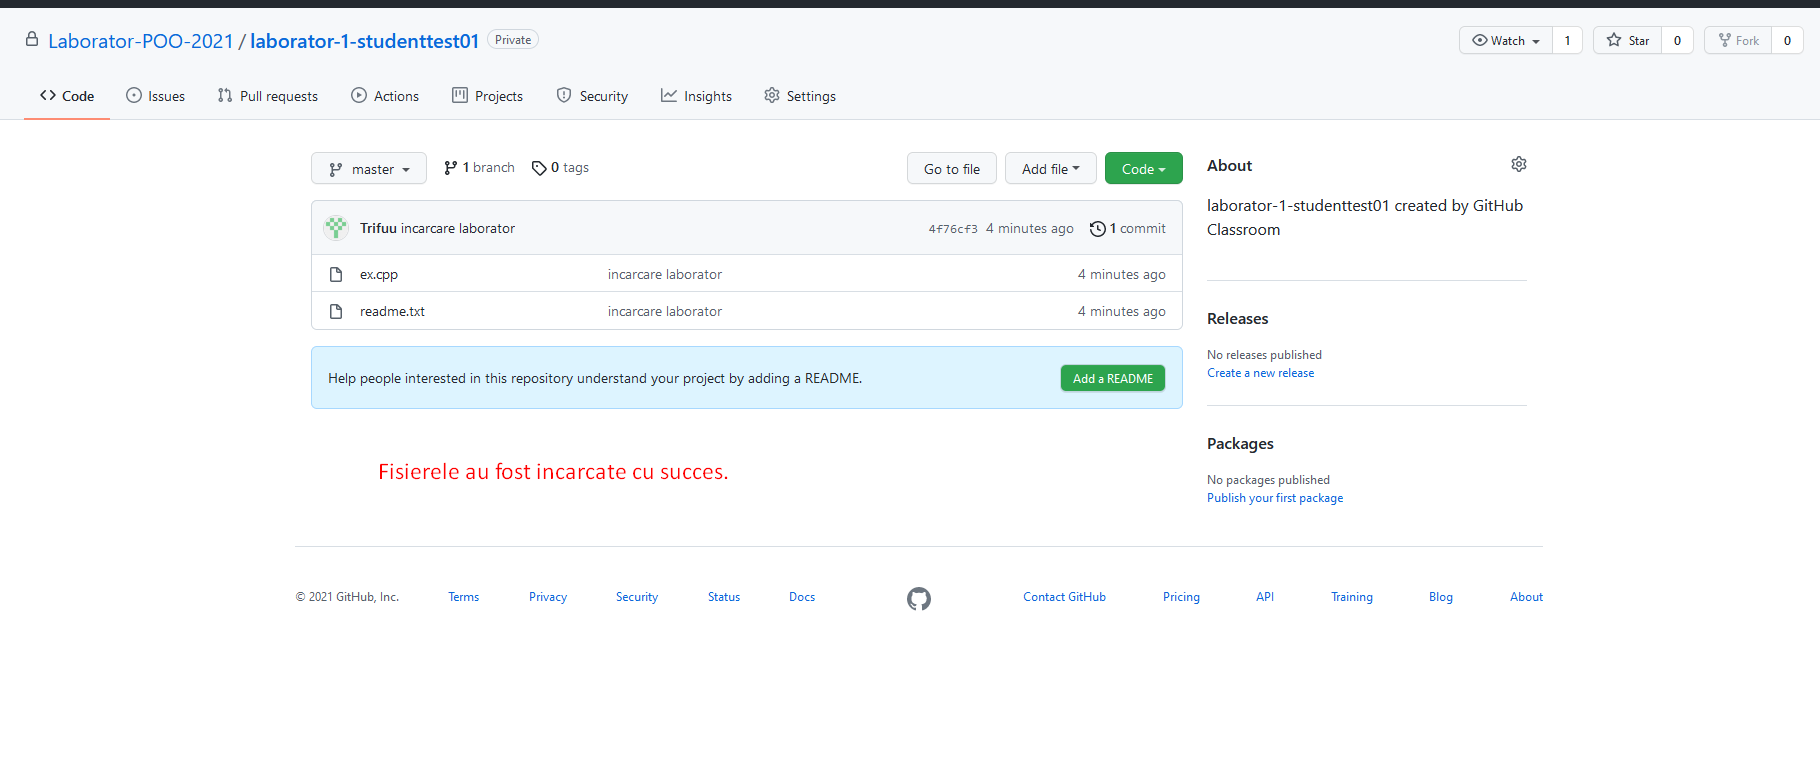 Laborator-POO-2021 / laborator-1-studenttest01 Private
Watch 1 Star 0 Fork 0
Code Issues Pull requests Actions Projects Security Insights Settings
master 1 branch 0 tags Go to file Add file Code
Trifuu incarcare laborator 4f76cf3 4 minutes ago 1 commit
ex.cpp incarcare laborator 4 minutes ago
readme.txt incarcare laborator 4 minutes ago
Help people interested in this repository understand your project by adding a README. Add a README
Fisierele au fost incarcate cu succes.
About
laborator-1-studenttest01 created by GitHub
Classroom
Releases
No releases published
Create a new release
Packages
No packages published
Publish your first package
© 2021 GitHub, Inc. Terms Privacy Security Status Docs Contact GitHub Pricing API Training Blog About